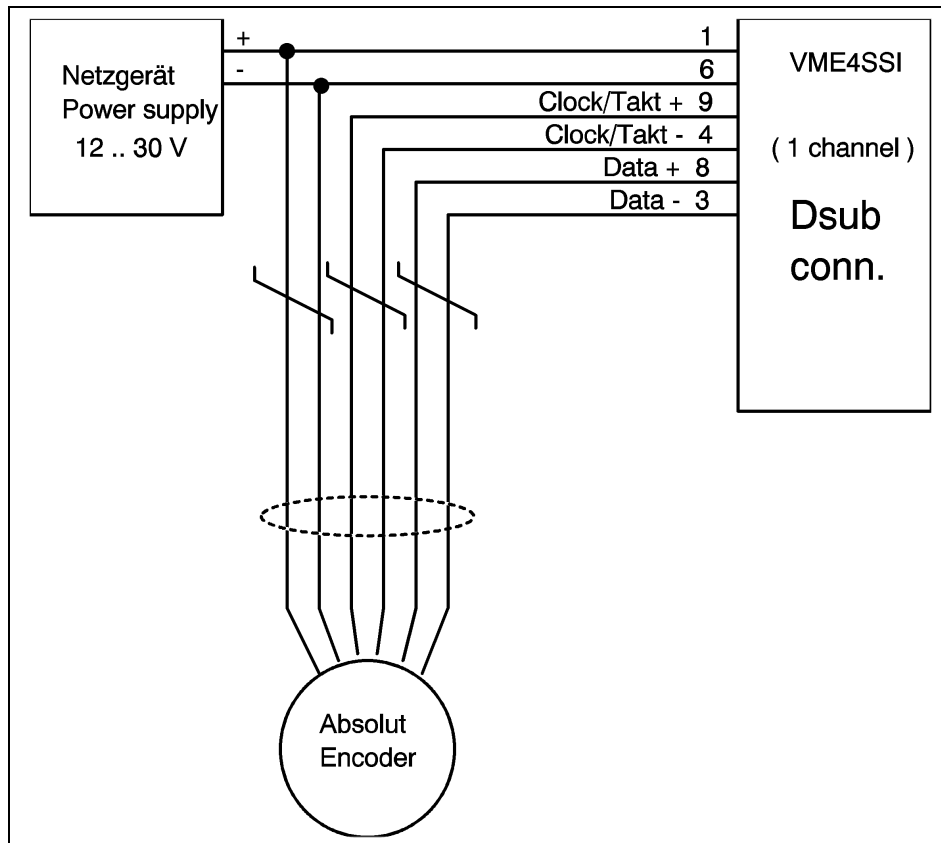 Netzgerät
Power supply
12 .. 30 V
+
-
1
6
Clock/Takt + 9
Clock/Takt - 4
Data + 8
Data - 3
VME4SSI
( 1 channel )
Dsub
conn.
Absolut
Encoder